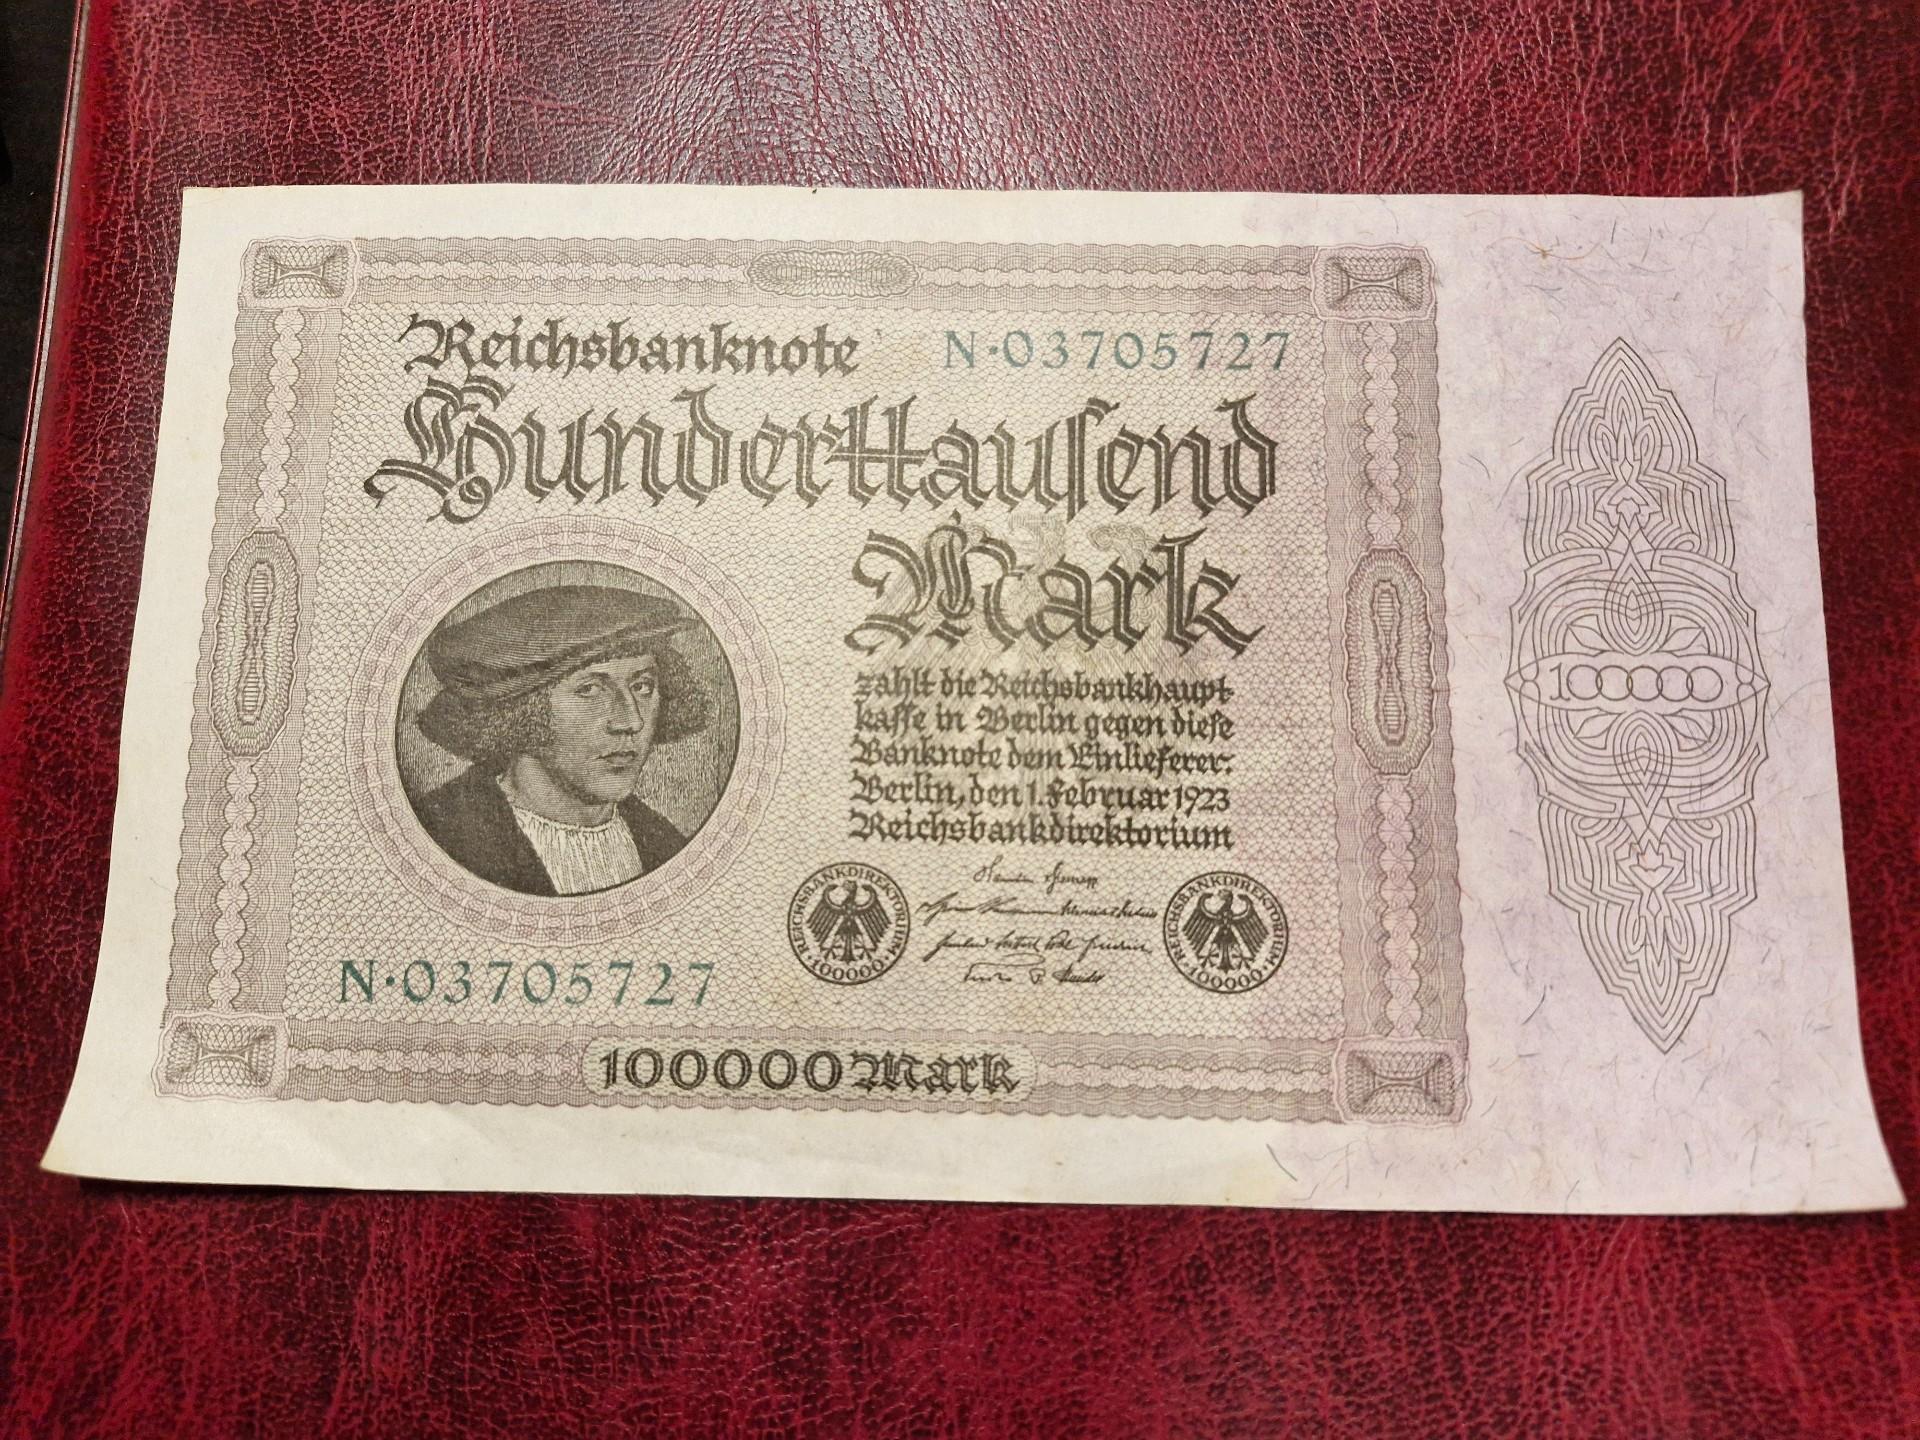 Reichsbanknote N·03705727
Hunderttausend
Mark
zahlt die Reichsbankhaupt-
kasse in Berlin gegen diese
Banknote dem Einlieferer.
Berlin, den 1. Februar 1923
Reichsbankdirektorium
REICHSBANKDIREKTORIUM
·100000·
REICHSBANKDIREKTORIUM
·100000·
N·03705727
100000 Mark
100000